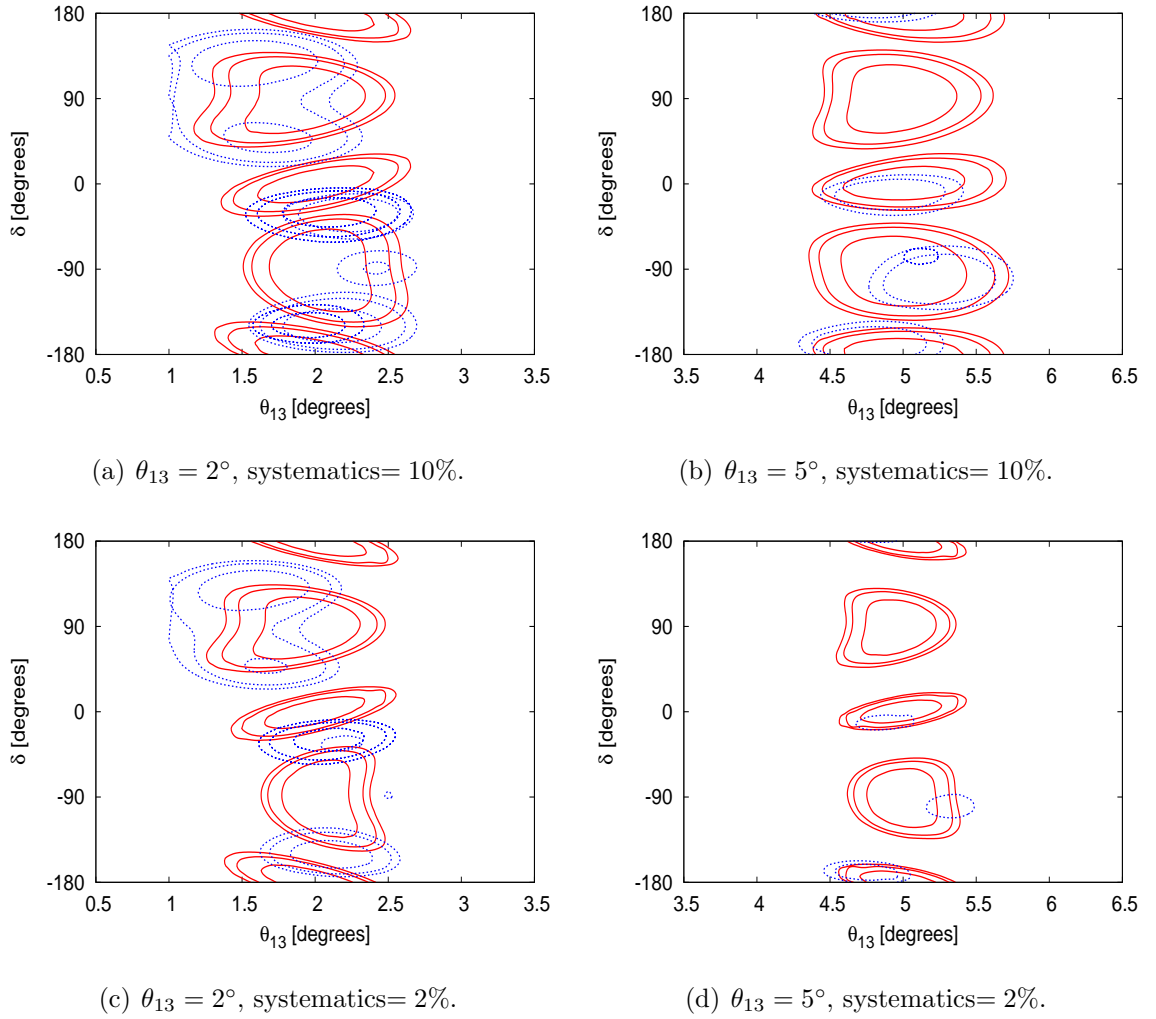 180
90
0
-90
-180
δ [degrees]
0.5 1 1.5 2 2.5 3 3.5
θ13 [degrees]
(a) θ13 = 2°, systematics= 10%.
180
90
0
-90
-180
δ [degrees]
3.5 4 4.5 5 5.5 6 6.5
θ13 [degrees]
(b) θ13 = 5°, systematics= 10%.
180
90
0
-90
-180
δ [degrees]
0.5 1 1.5 2 2.5 3 3.5
θ13 [degrees]
(c) θ13 = 2°, systematics= 2%.
180
90
0
-90
-180
δ [degrees]
3.5 4 4.5 5 5.5 6 6.5
θ13 [degrees]
(d) θ13 = 5°, systematics= 2%.